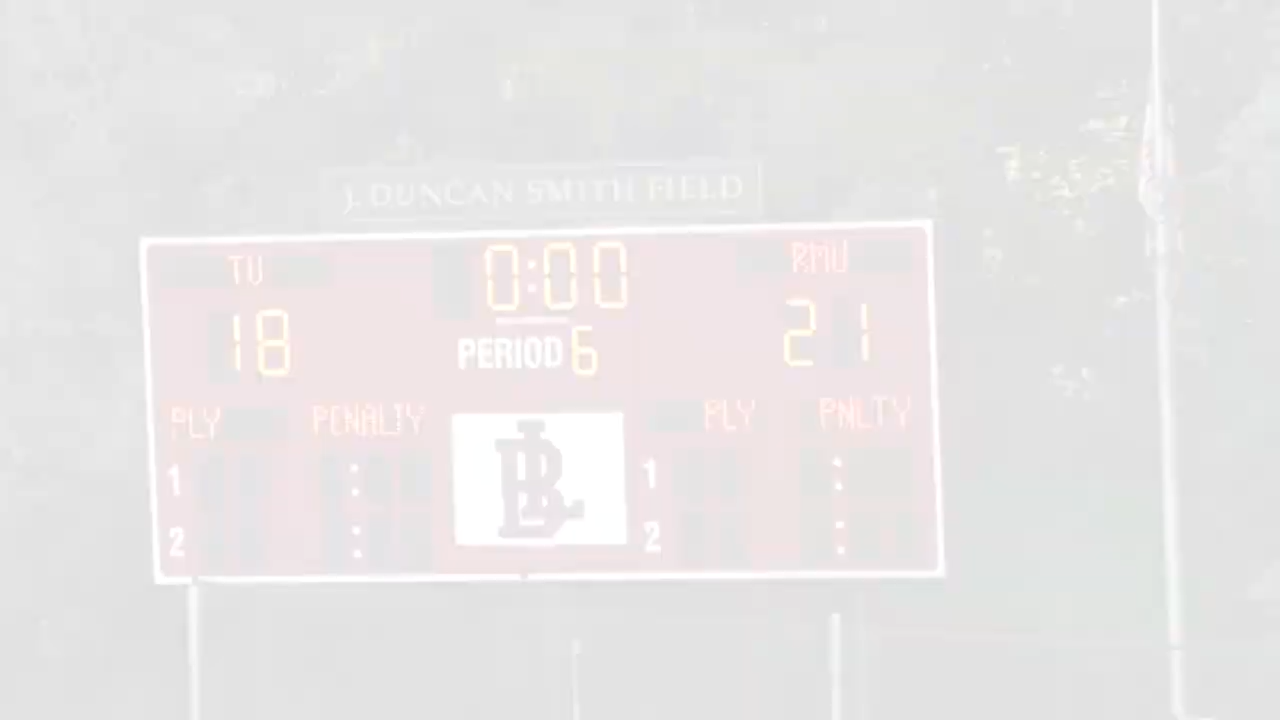 J. DUNCAN SMITH FIELD
TU 0:00 RMU
18 PERIOD 6 21
PLY PENALTY PLY PNLTY
1 : 1 :
2 : 2 :
BL